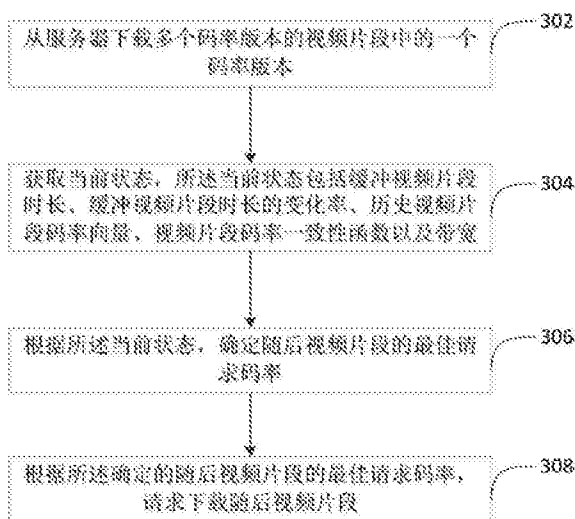 从服务器下载多个码率版本的视频片段中的一个
码率版本
302
获取当前状态，所述当前状态包括缓冲视频片段
时长、缓冲视频片段时长的变化率、历史视频片
段码率向量、视频片段码率一致性函数以及带宽
304
根据所述当前状态，确定随后视频片段的最佳请
求码率
306
根据所述确定的随后视频片段的最佳请求码率，
请求下载随后视频片段
308